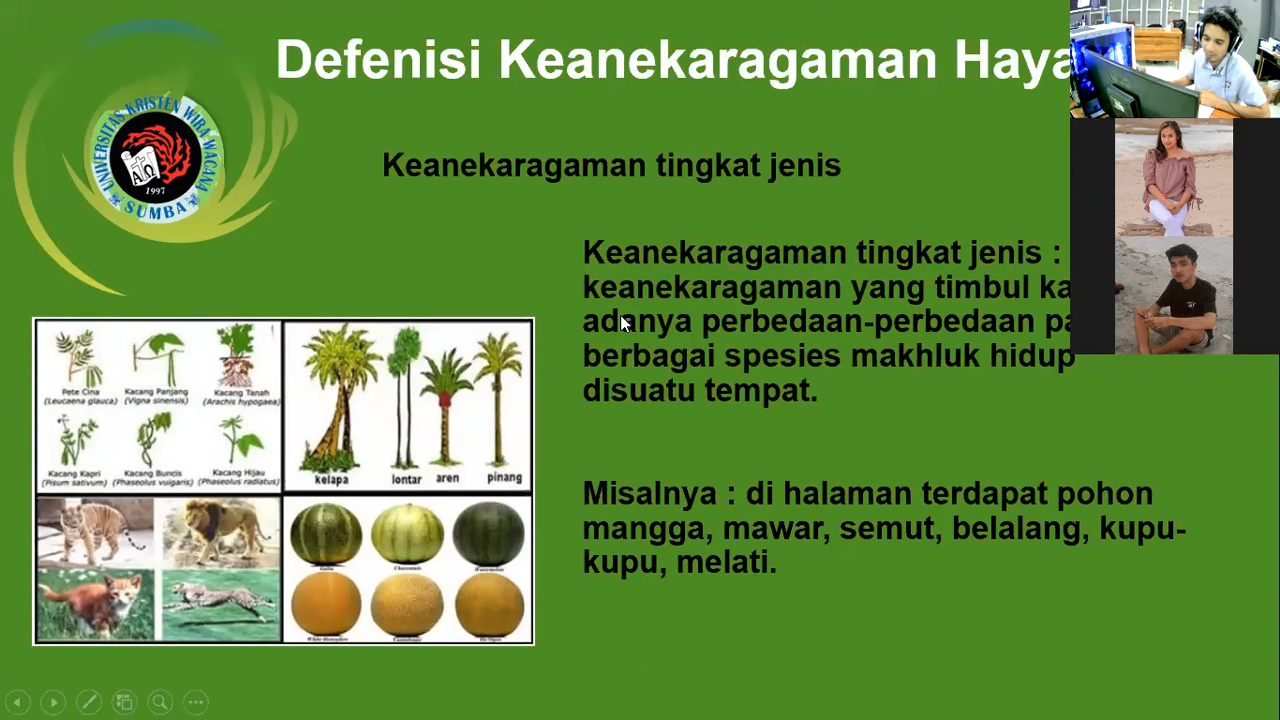 Defenisi Keanekaragaman Haya
UNIVERSITAS KRISTEN WIRA WACANA
1997
SUMBA
Keanekaragaman tingkat jenis
Keanekaragaman tingkat jenis :
keanekaragaman yang timbul ka
adanya perbedaan-perbedaan pa
berbagai spesies makhluk hidup
disuatu tempat.
Misalnya : di halaman terdapat pohon
mangga, mawar, semut, belalang, kupu-
kupu, melati.
Pete Cina
(Leucaena glauca)
Kacang Panjang
(Vigna sinensis)
Kacang Tanah
(Arachis hypogaea)
Kacang Kapri
(Pisum sativum)
Kacang Buncis
(Phaseolus vulgaris)
Kacang Hijau
(Phaseolus radiatus)
kelapa
lontar
aren
pinang